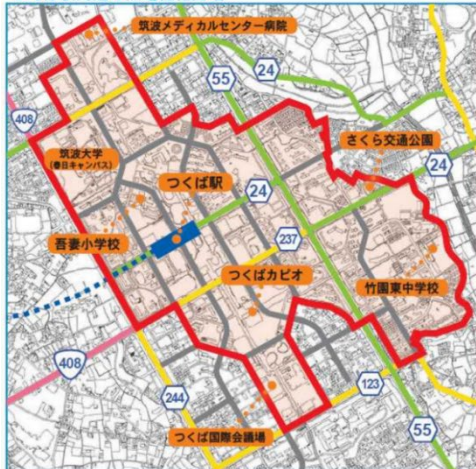 筑波メディカルセンター病院
55
24
408
さくら交通公園
筑波大学
(春日キャンパス)
つくば駅
24
24
吾妻小学校
237
つくばカピオ
竹園東中学校
408
244
123
つくば国際会議場
55